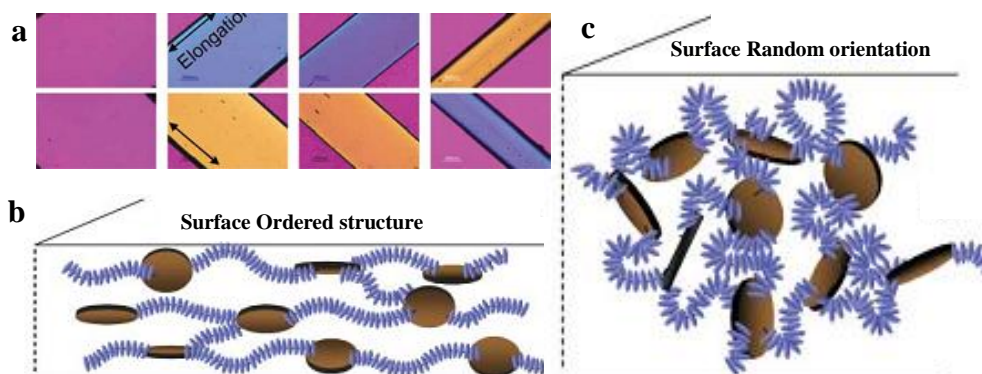 a
Elongation
c
Surface Random orientation
b
Surface Ordered structure